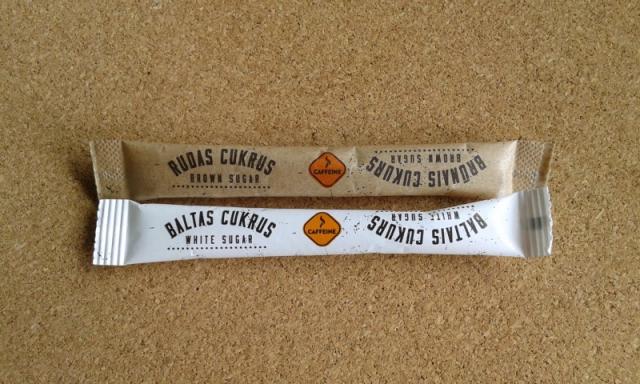 RUDAS CUKRUS
BROWN SUGAR
CAFFEINE
BRŪNAIS CUKURS
BROWN SUGAR
BALTAS CUKRUS
WHITE SUGAR
CAFFEINE
BALTAIS CUKURS
WHITE SUGAR